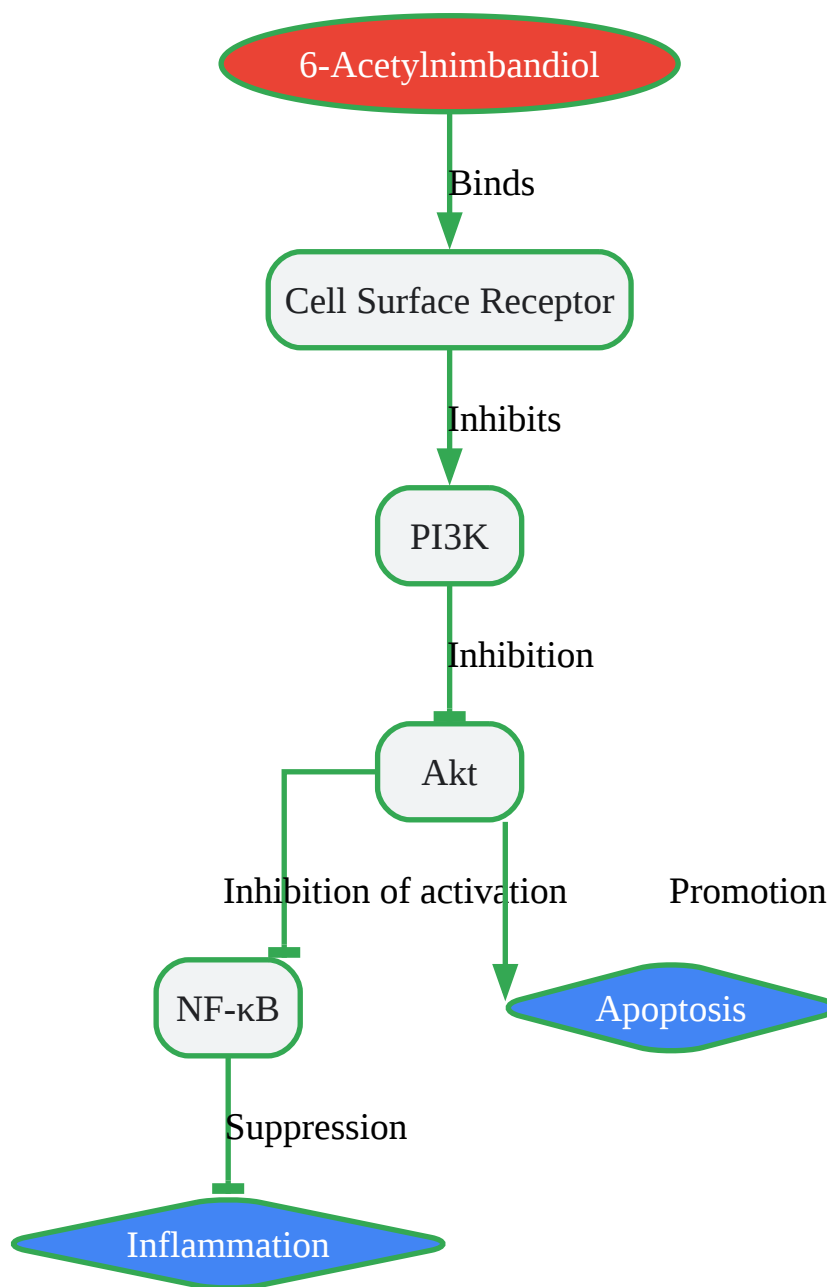 6-Acetylnimbandiol
Binds
Cell Surface Receptor
Inhibits
PI3K
Inhibition
Akt
Inhibition of activation
Promotion
NF-κB
Apoptosis
Suppression
Inflammation